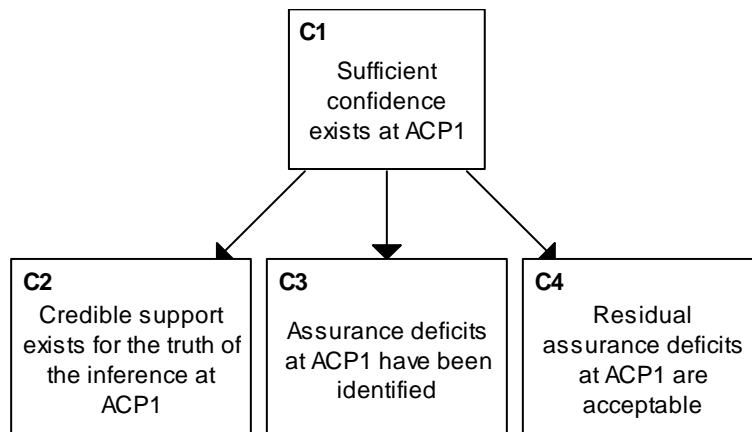 C1
Sufficient
confidence
exists at ACP1
C2
Credible support
exists for the truth of
the inference at
ACP1
C3
Assurance deficits
at ACP1 have been
identified
C4
Residual
assurance deficits
at ACP1 are
acceptable